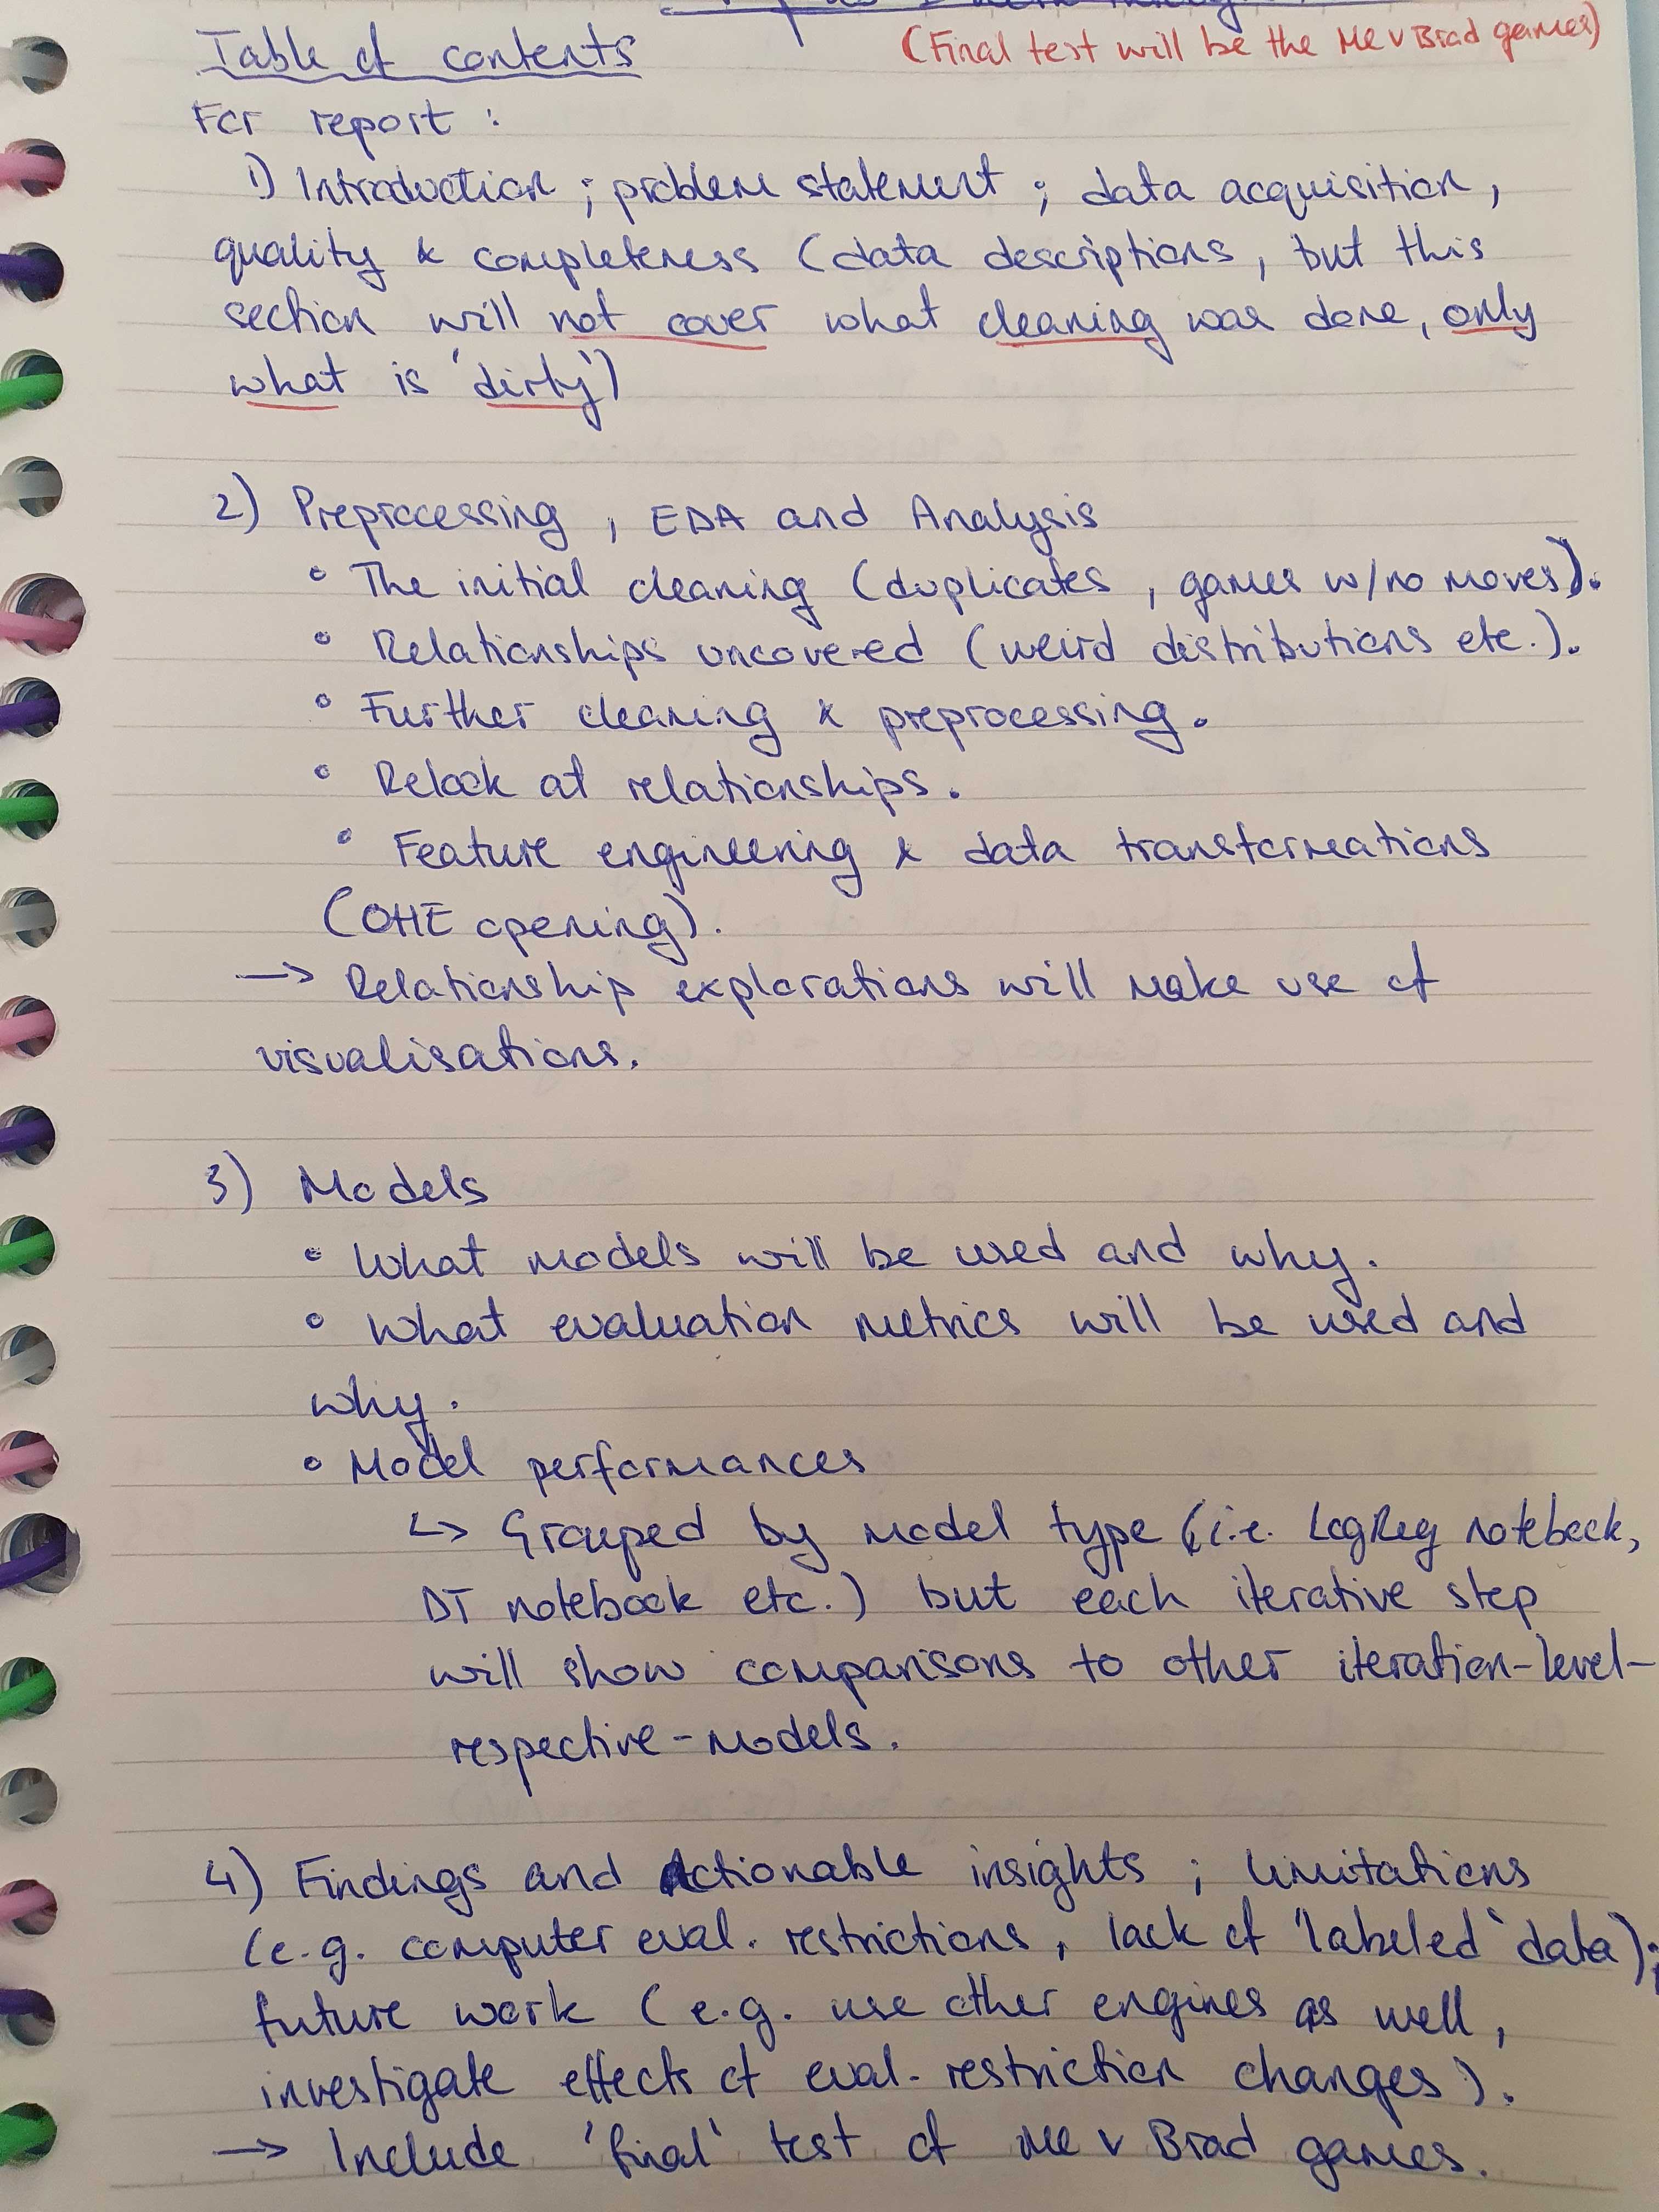 Table of contents
(Final test will be the Me v Brad games)
For report :
1) Introduction ; problem statement ; data acquisition,
quality & completeness (data descriptions, but this
section will not cover what cleaning was done, only
what is 'dirty')
2) Preprocessing , EDA and Analysis
• The initial cleaning (duplicates , games w/no moves).
• Relationships uncovered (weird distributions etc.).
• Further cleaning & preprocessing.
• Relook at relationships.
• Feature engineering & data transformations
(OHE opening).
→ Relationship explorations will make use of
visualisations.
3) Models
• What models will be used and why.
• What evaluation metrics will be used and
why.
• Model performances
↳ Grouped by model type (i.e. LogReg notebook,
DT notebook etc.) but each iterative step
will show comparisons to other iteration-level-
respective-models.
4) Findings and Actionable insights ; limitations
(e.g. computer eval. restrictions, lack of 'labeled' data);
future work (e.g. use other engines as well,
investigate effects of eval. restriction changes).
→ Include 'final' test of Me v Brad games.